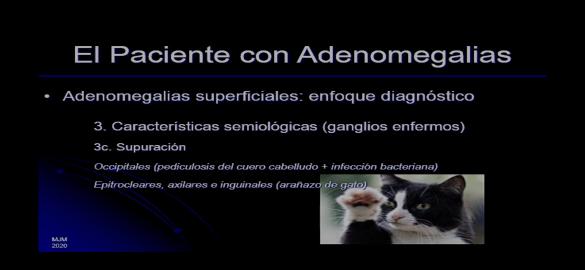 El Paciente con Adenomegalias
• Adenomegalias superficiales: enfoque diagnóstico
3. Características semiológicas (ganglios enfermos)
3c. Supuración
Occipitales (pediculosis del cuero cabelludo + infección bacteriana)
Epitrocleares, axilares e inguinales (arañazo de gato)
MJM
2020